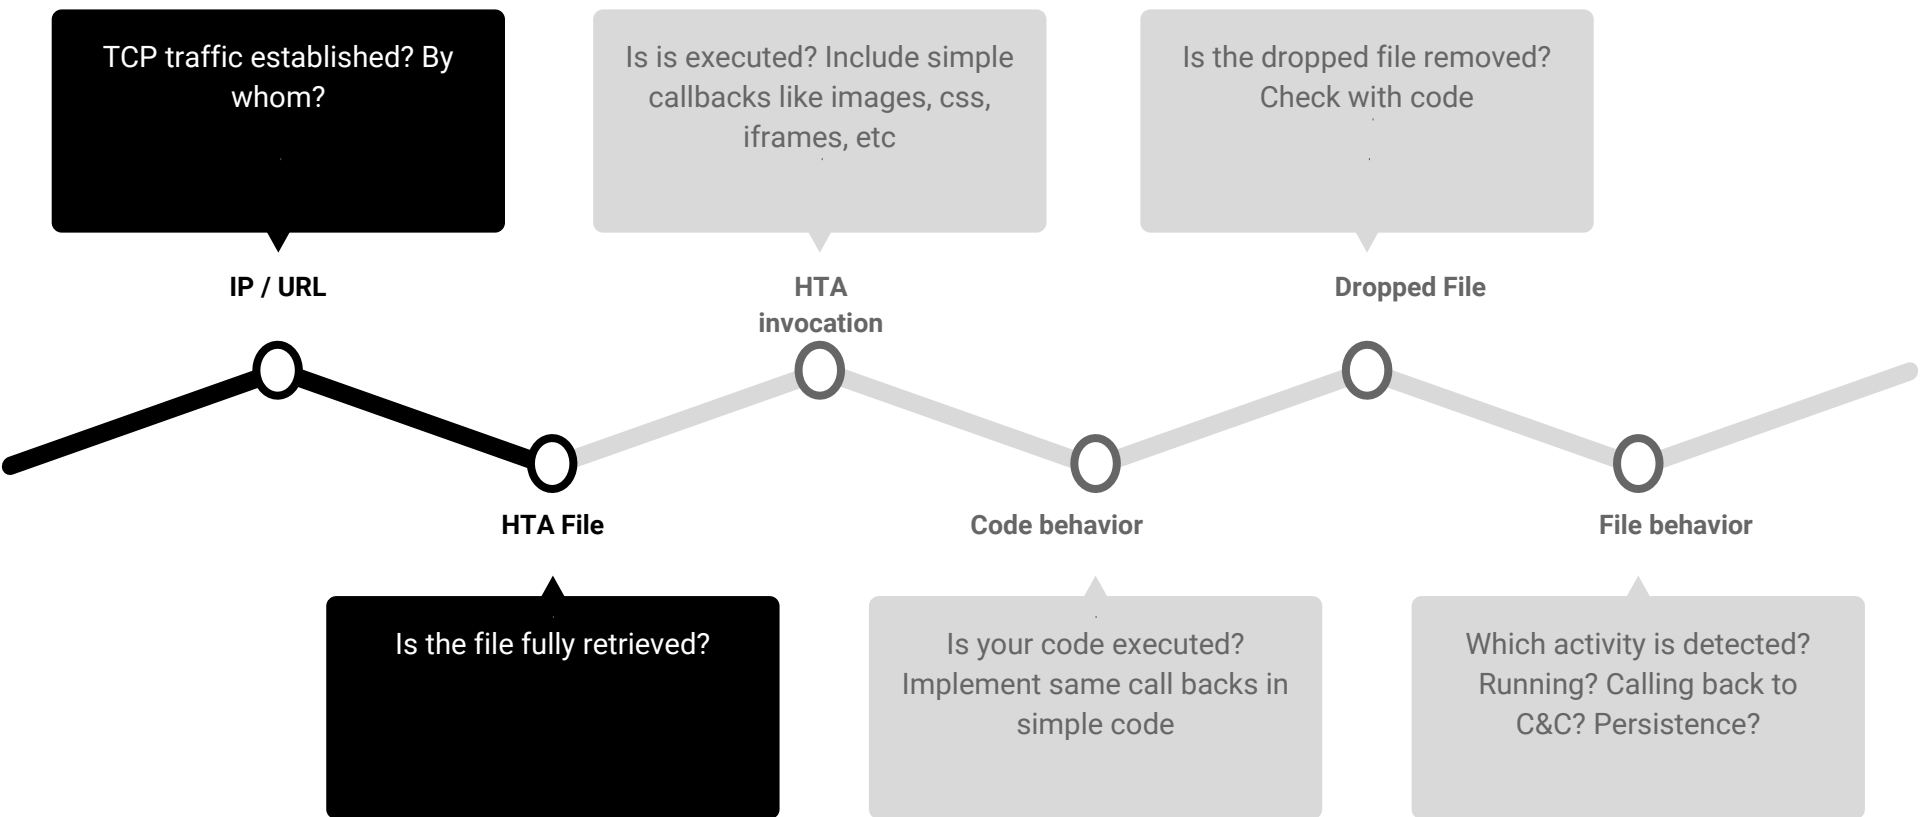 TCP traffic established? By
whom?
Is is executed? Include simple
callbacks like images, css,
iframes, etc
Is the dropped file removed?
Check with code
IP / URL
HTA
invocation
Dropped File
HTA File
Code behavior
File behavior
Is the file fully retrieved?
Is your code executed?
Implement same call backs in
simple code
Which activity is detected?
Running? Calling back to
C&C? Persistence?